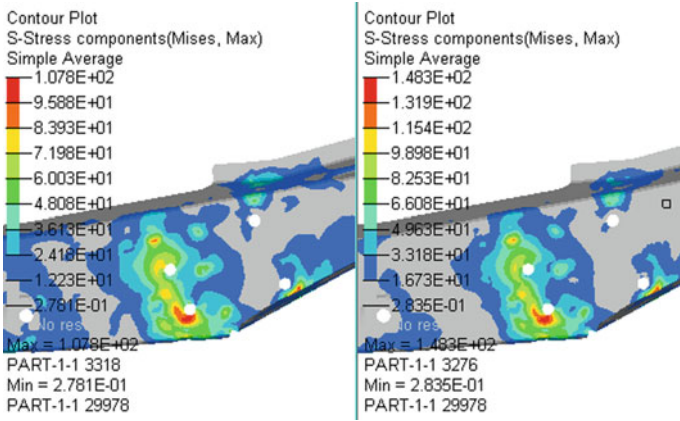 Contour Plot
S-Stress components(Mises, Max)
Simple Average
1.078E+02
9.588E+01
8.393E+01
7.198E+01
6.003E+01
4.808E+01
3.613E+01
2.418E+01
1.223E+01
2.781E-01
No res
Max = 1.078E+02
PART-1-1 3318
Min = 2.781E-01
PART-1-1 29978
Contour Plot
S-Stress components(Mises, Max)
Simple Average
1.483E+02
1.319E+02
1.154E+02
9.898E+01
8.253E+01
6.608E+01
4.963E+01
3.318E+01
1.673E+01
2.835E-01
No res
Max = 1.483E+02
PART-1-1 3276
Min = 2.835E-01
PART-1-1 29978